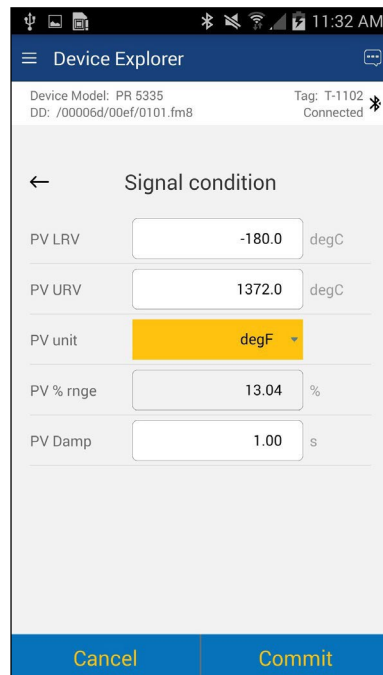 11:32 AM
Device Explorer
Device Model: PR 5335
Tag: T-1102
DD: /00006d/00ef/0101.fm8
Connected
Signal condition
PV LRV -180.0 degC
PV URV 1372.0 degC
PV unit degF
PV % rnge 13.04 %
PV Damp 1.00 s
Cancel Commit